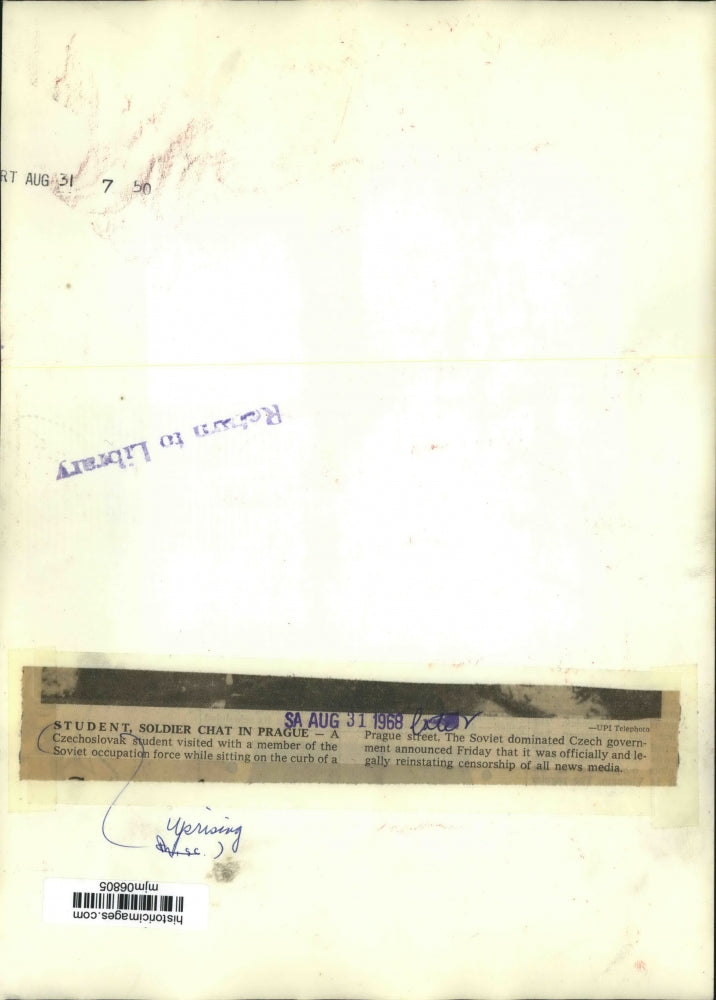 RT AUG 31 7 50
Return to Library
SA AUG 31 1968
—UPI Telephoto
STUDENT, SOLDIER CHAT IN PRAGUE — A
Czechoslovak student visited with a member of the
Soviet occupation force while sitting on the curb of a
Prague street. The Soviet dominated Czech govern-
ment announced Friday that it was officially and le-
gally reinstating censorship of all news media.
Uprising
historicimages.com
mjm06805